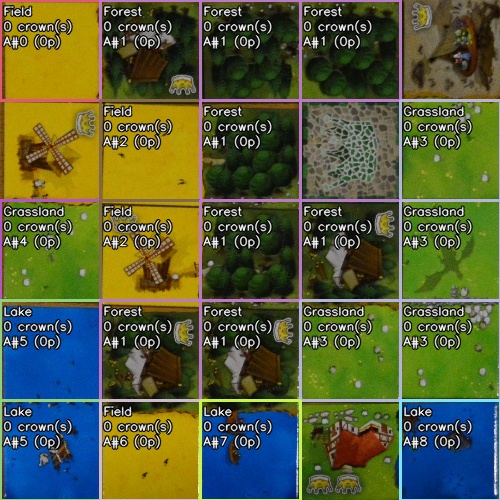 Field
0 crown(s)
A#0 (0p)
Forest
0 crown(s)
A#1 (0p)
Forest
0 crown(s)
A#1 (0p)
Forest
0 crown(s)
A#1 (0p)
Field
0 crown(s)
A#2 (0p)
Forest
0 crown(s)
A#1 (0p)
Grassland
0 crown(s)
A#3 (0p)
Grassland
0 crown(s)
A#4 (0p)
Field
0 crown(s)
A#2 (0p)
Forest
0 crown(s)
A#1 (0p)
Forest
0 crown(s)
A#1 (0p)
Grassland
0 crown(s)
A#3 (0p)
Lake
0 crown(s)
A#5 (0p)
Forest
0 crown(s)
A#1 (0p)
Forest
0 crown(s)
A#1 (0p)
Grassland
0 crown(s)
A#3 (0p)
Grassland
0 crown(s)
A#3 (0p)
Lake
0 crown(s)
A#5 (0p)
Field
0 crown(s)
A#6 (0p)
Lake
0 crown(s)
A#7 (0p)
Lake
0 crown(s)
A#8 (0p)